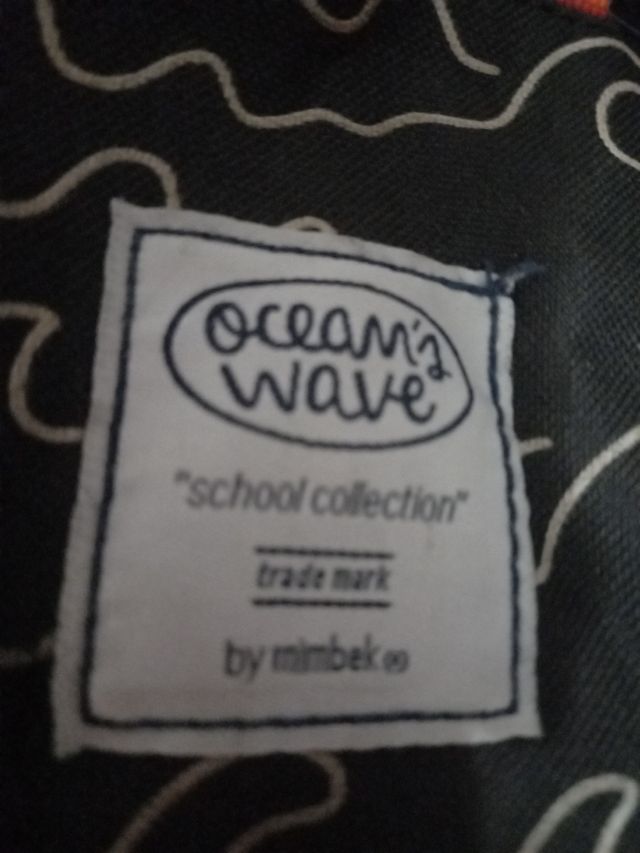 ocean's
wave
"school collection"
trade mark
by mimbek®